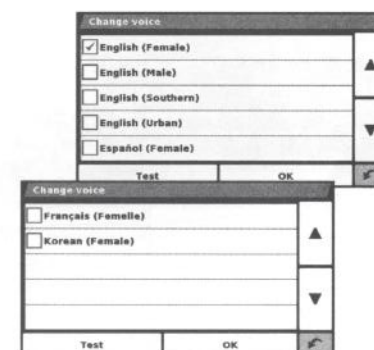 Change voice
English (Female)
English (Male)
English (Southern)
English (Urban)
Español (Female)
Test OK
Change voice
Français (Femelle)
Korean (Female)
Test OK